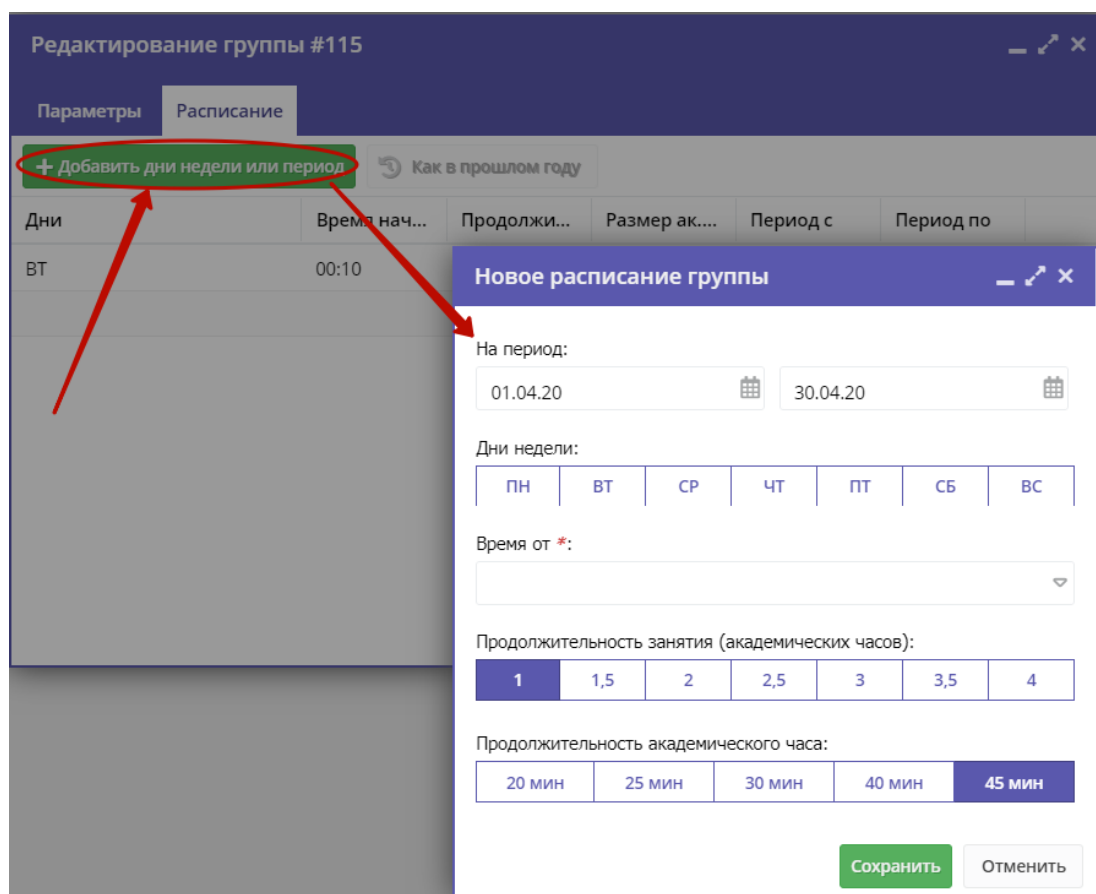 Редактирование группы #115
Параметры Расписание
+ Добавить дни недели или период Как в прошлом году
Дни Время нач... Продолжи... Размер ак.... Период с Период по
ВТ 00:10
Новое расписание группы
На период:
01.04.20 30.04.20
Дни недели:
ПН ВТ СР ЧТ ПТ СБ ВС
Время от *:
Продолжительность занятия (академических часов):
1 1,5 2 2,5 3 3,5 4
Продолжительность академического часа:
20 мин 25 мин 30 мин 40 мин 45 мин
Сохранить Отменить